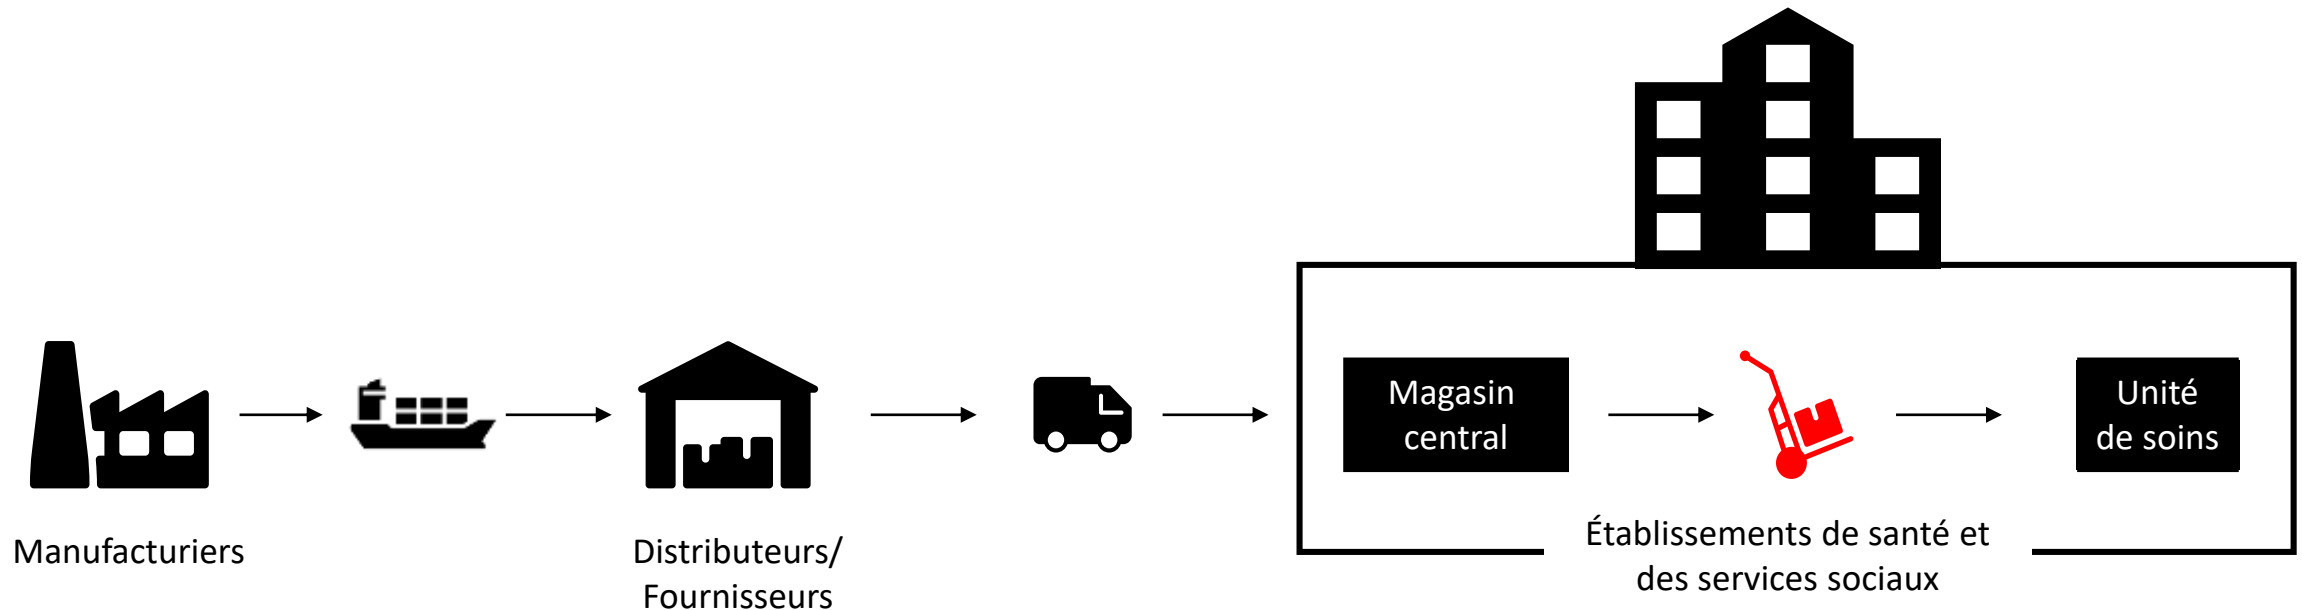 Manufacturiers
Distributeurs/
Fournisseurs
Magasin
central
Unité
de soins
Établissements de santé et
des services sociaux